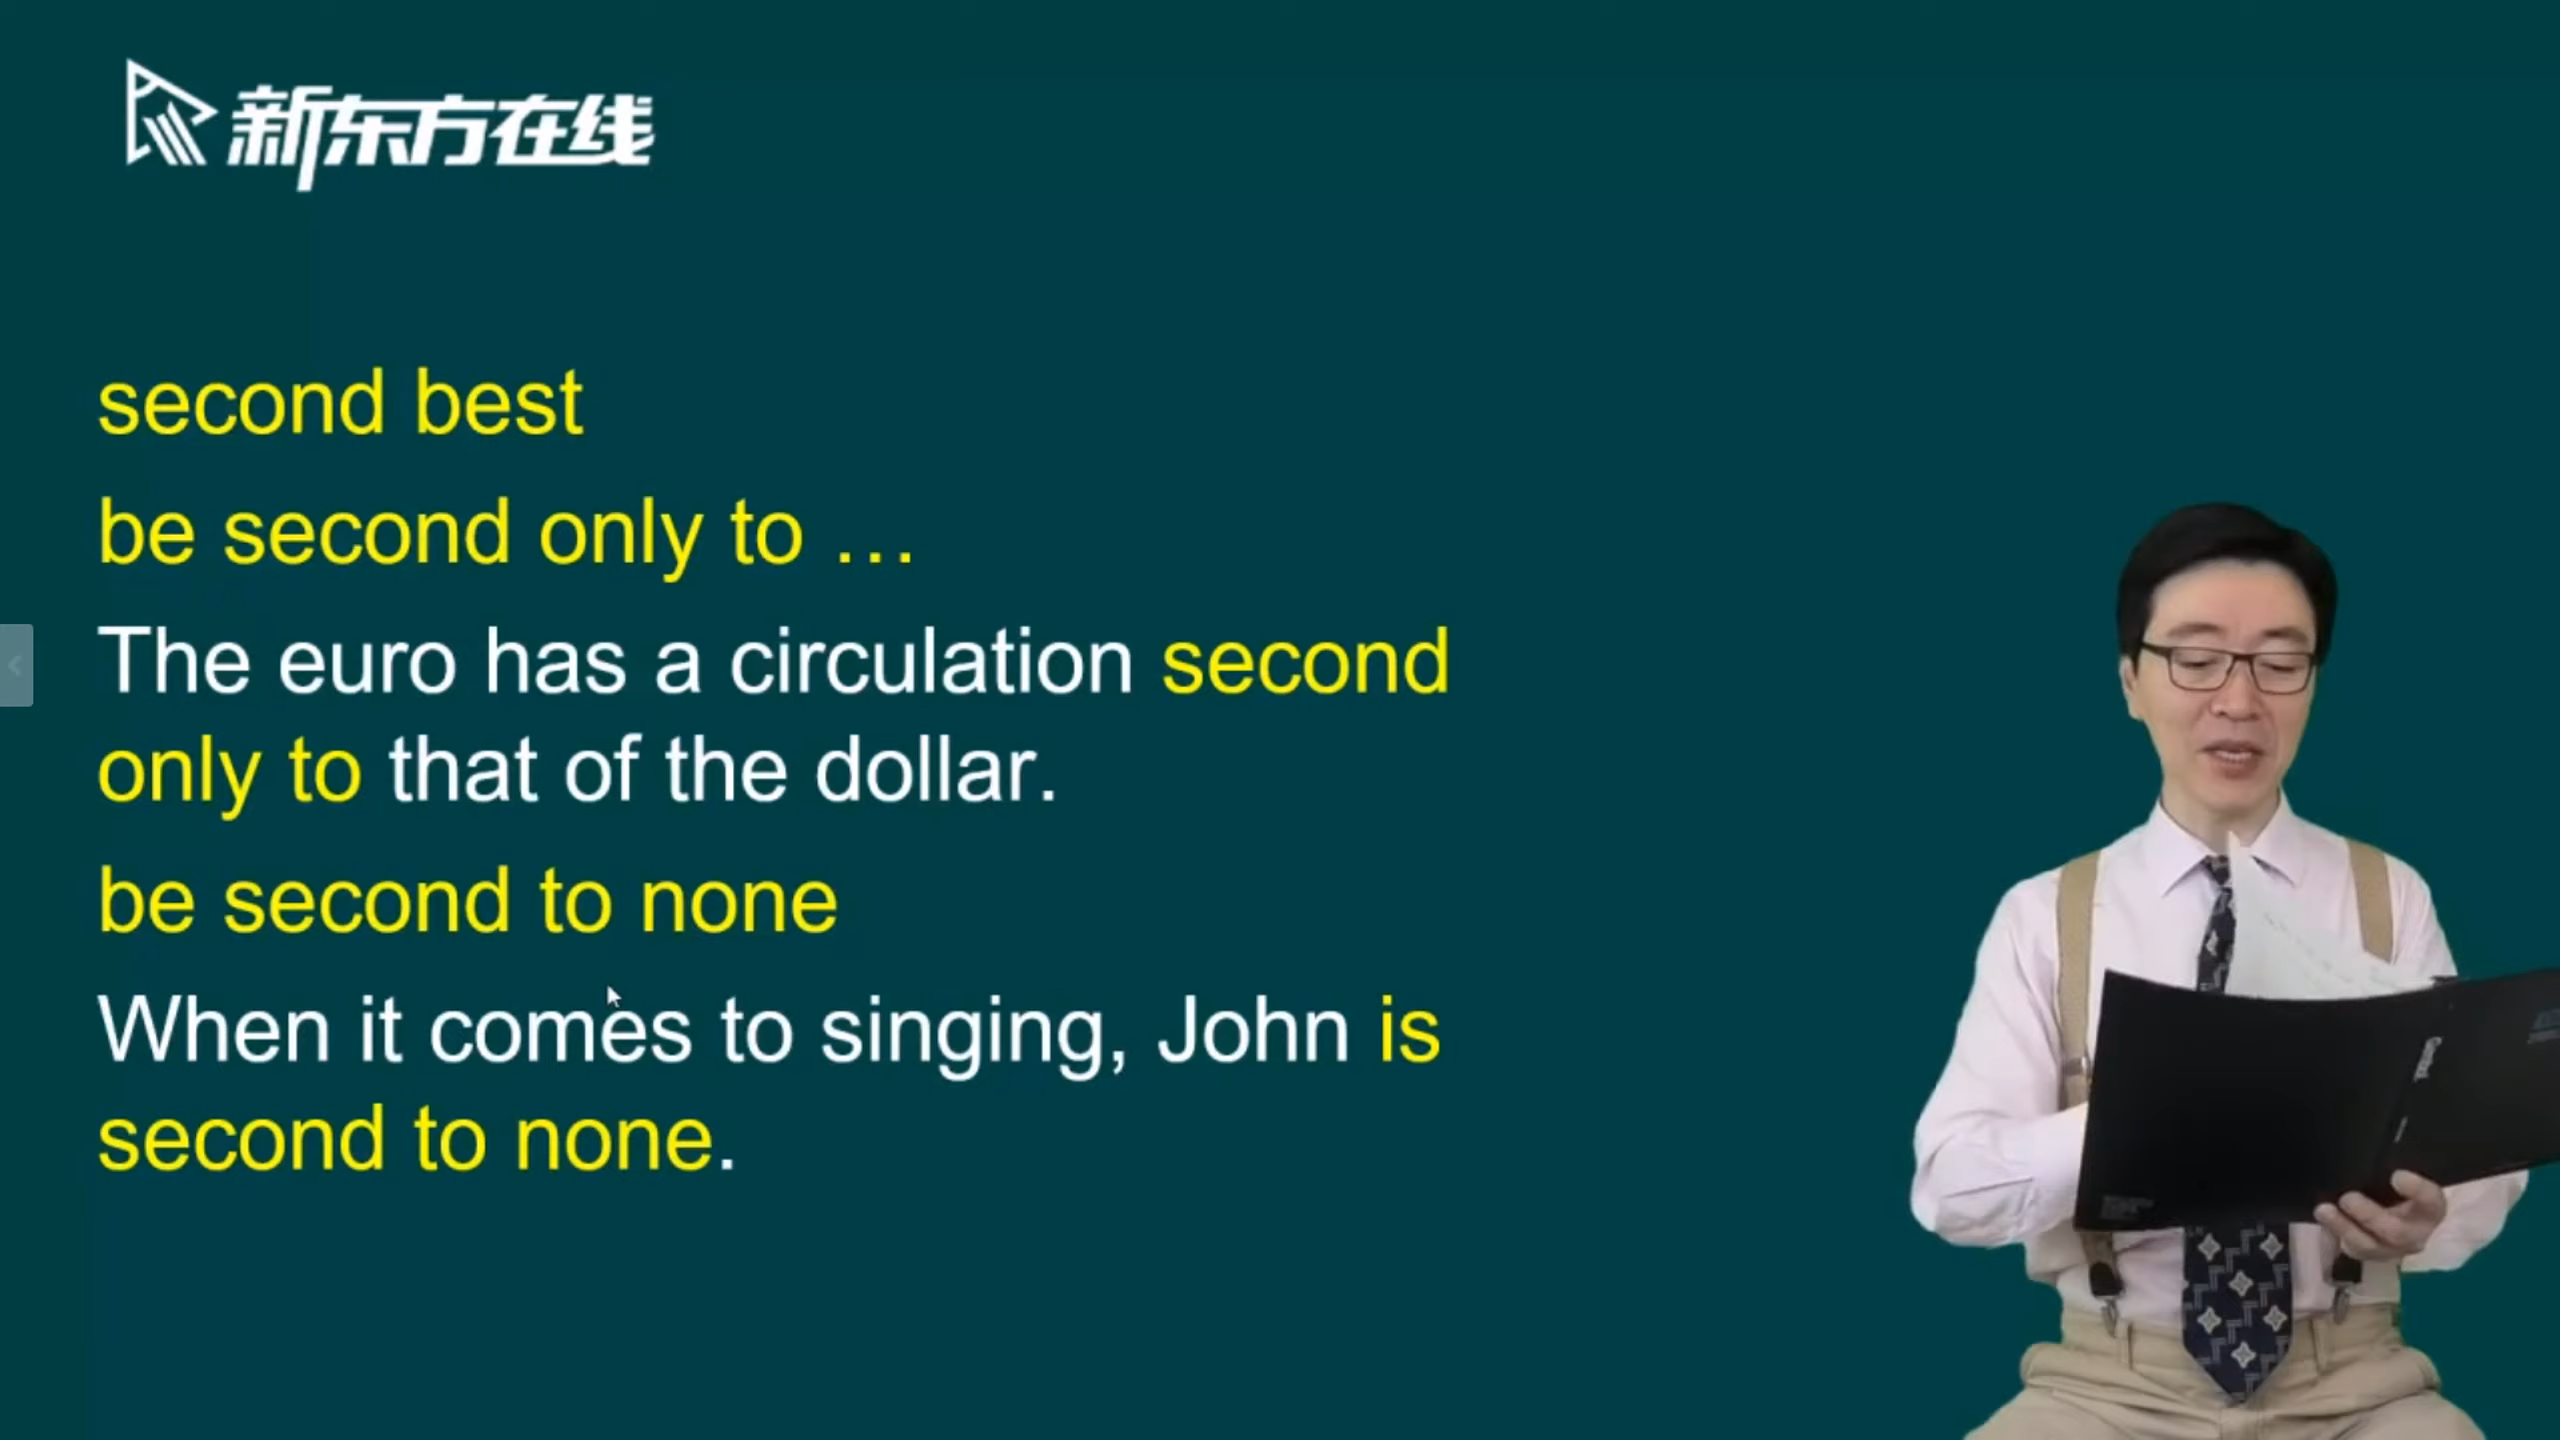 新东方在线
second best
be second only to …
The euro has a circulation second
only to that of the dollar.
be second to none
When it comes to singing, John is
second to none.